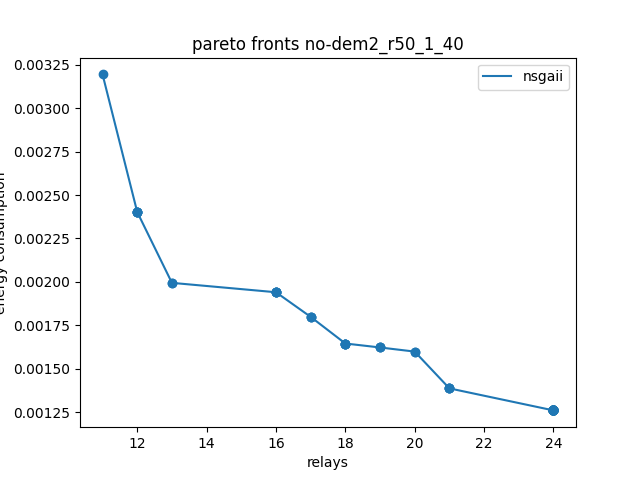 pareto fronts no-dem2_r50_1_40
nsgaii
0.00325
0.00300
0.00275
0.00250
0.00225
0.00200
0.00175
0.00150
0.00125
energy consumption
12 14 16 18 20 22 24
relays